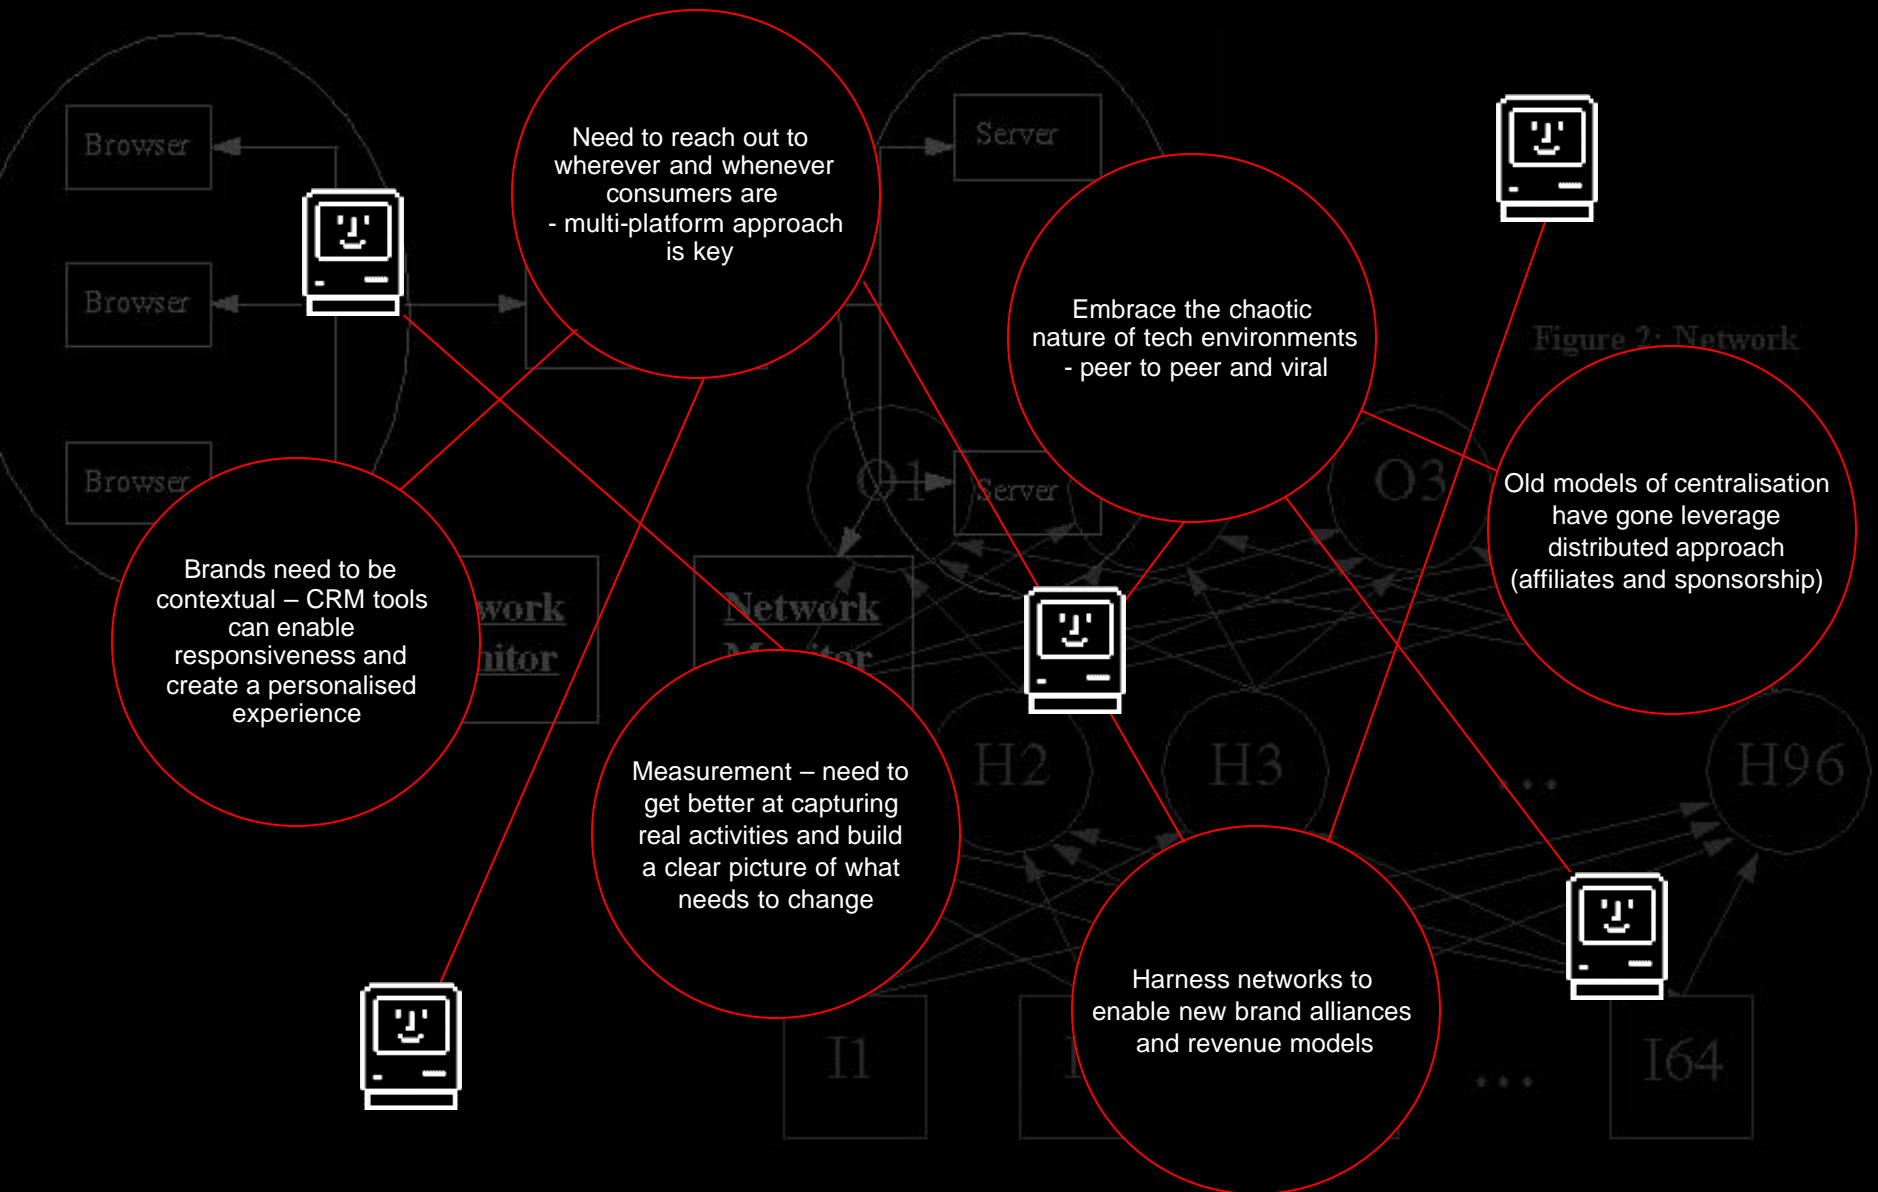 Browser
Browser
Browser
Need to reach out to
wherever and whenever
consumers are
- multi-platform approach
is key
Server
Server
Embrace the chaotic
nature of tech environments
- peer to peer and viral
Figure 2: Network
Old models of centralisation
have gone leverage
distributed approach
(affiliates and sponsorship)
O1
O3
Brands need to be
contextual – CRM tools
can enable
responsiveness and
create a personalised
experience
work
nitor
Network
Monitor
Measurement – need to
get better at capturing
real activities and build
a clear picture of what
needs to change
H2
H3
...
H96
Harness networks to
enable new brand alliances
and revenue models
I1
...
I64